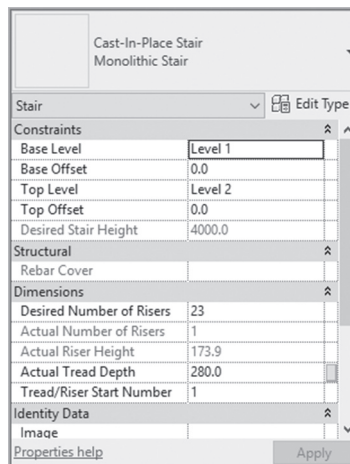 Cast-In-Place Stair
Monolithic Stair
Stair Edit Type
Constraints
Base Level Level 1
Base Offset 0.0
Top Level Level 2
Top Offset 0.0
Desired Stair Height 4000.0
Structural
Rebar Cover
Dimensions
Desired Number of Risers 23
Actual Number of Risers 1
Actual Riser Height 173.9
Actual Tread Depth 280.0
Tread/Riser Start Number 1
Identity Data
Image
Properties help Apply